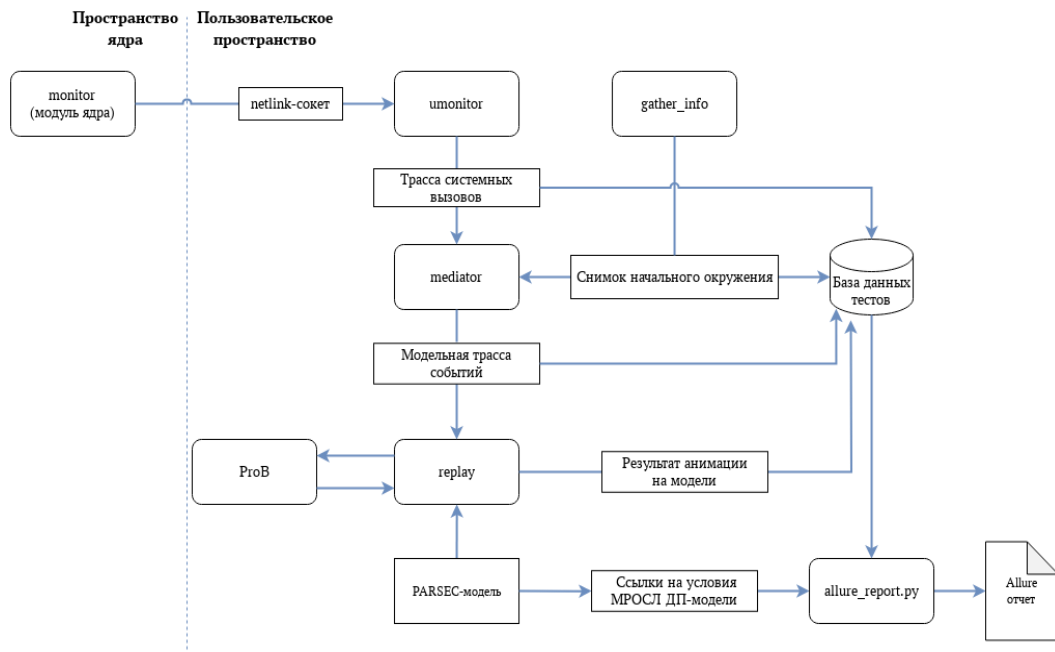 Пространство
ядра
Пользовательское
пространство
monitor
(модуль ядра)
netlink-сокет
umonitor
gather_info
Трасса системных
вызовов
mediator
Снимок начального окружения
База данных
тестов
Модельная трасса
событий
ProB
replay
Результат анимации
на модели
PARSEC-модель
Ссылки на условия
МРОСЛ ДП-модели
allure_report.py
Allure
отчет